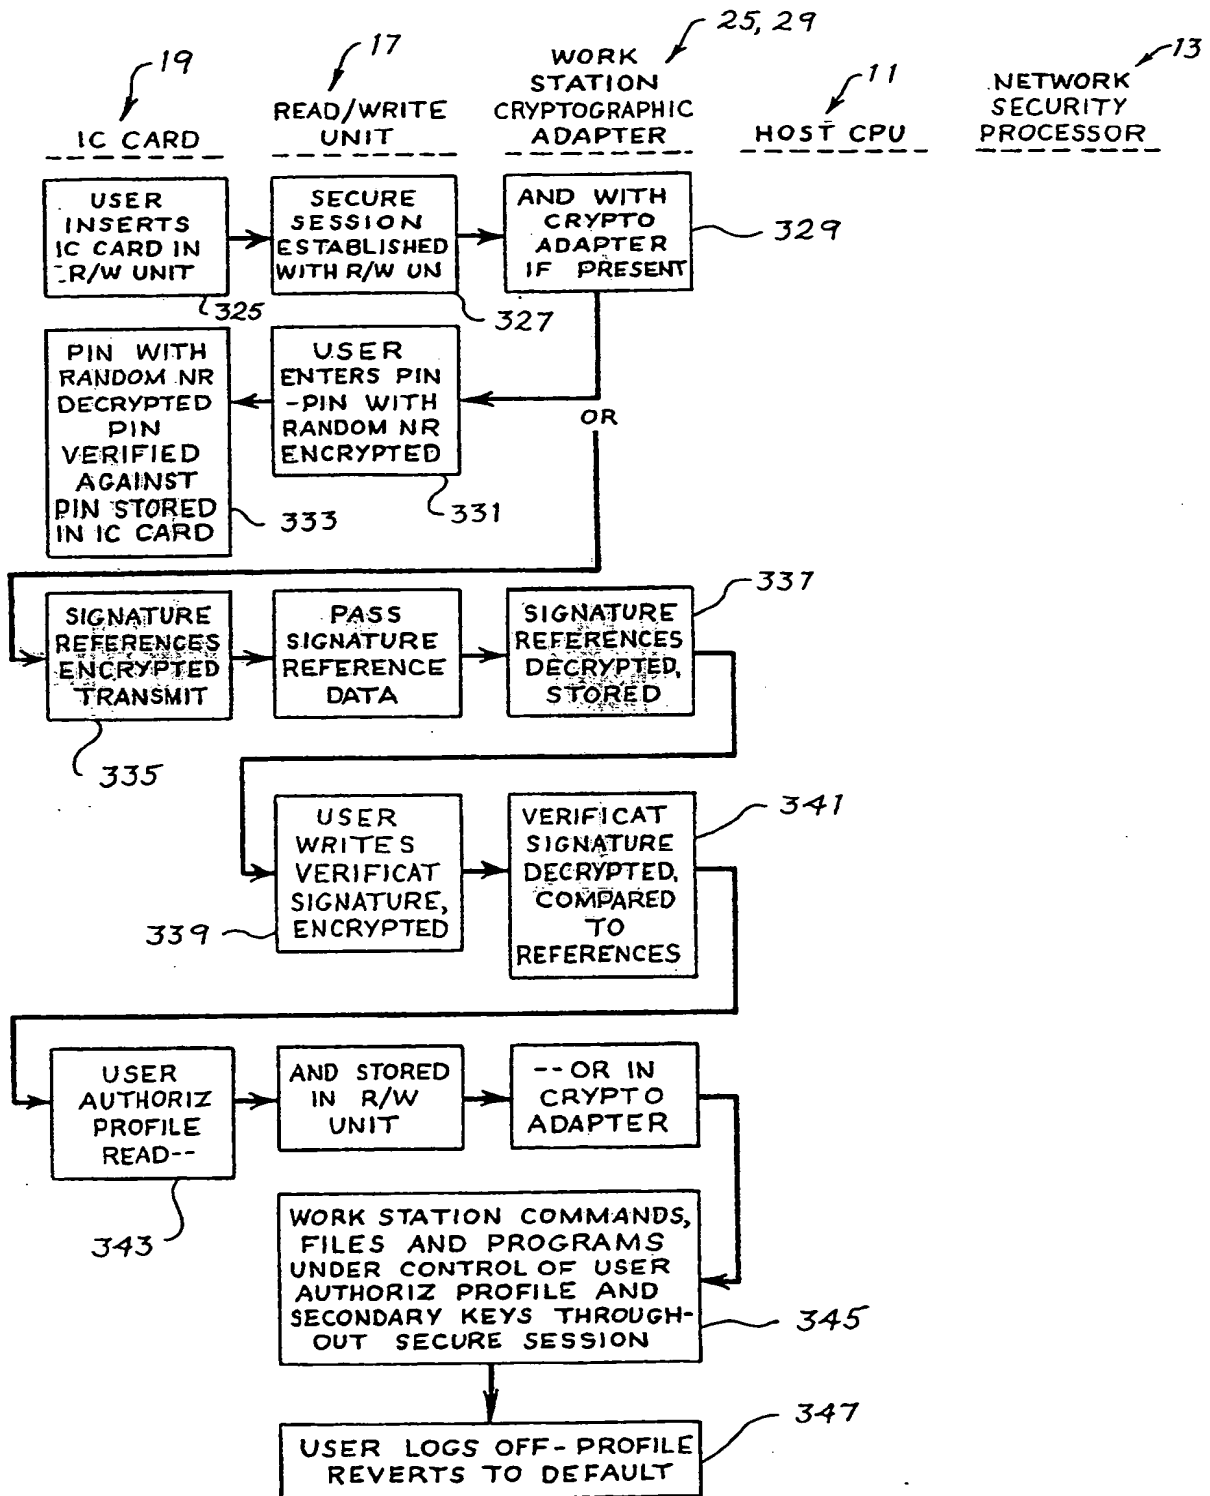 19
IC CARD
17
READ/WRITE
UNIT
25, 29
WORK
STATION
CRYPTOGRAPHIC
ADAPTER
11
HOST CPU
13
NETWORK
SECURITY
PROCESSOR
USER
INSERTS
IC CARD IN
R/W UNIT
325
SECURE
SESSION
ESTABLISHED
WITH R/W UN
327
AND WITH
CRYPTO
ADAPTER
IF PRESENT
329
PIN WITH
RANDOM NR
DECRYPTED
PIN
VERIFIED
AGAINST
PIN STORED
IN IC CARD
333
USER
ENTERS PIN
-PIN WITH
RANDOM NR
ENCRYPTED
331
OR
SIGNATURE
REFERENCES
ENCRYPTED
TRANSMIT
335
PASS
SIGNATURE
REFERENCE
DATA
SIGNATURE
REFERENCES
DECRYPTED,
STORED
337
USER
WRITES
VERIFICAT
SIGNATURE,
ENCRYPTED
339
VERIFICAT
SIGNATURE
DECRYPTED,
COMPARED
TO
REFERENCES
341
USER
AUTHORIZ
PROFILE
READ--
343
AND STORED
IN R/W
UNIT
--OR IN
CRYPTO
ADAPTER
WORK STATION COMMANDS,
FILES AND PROGRAMS
UNDER CONTROL OF USER
AUTHORIZ PROFILE AND
SECONDARY KEYS THROUGH-
OUT SECURE SESSION
345
USER LOGS OFF-PROFILE
REVERTS TO DEFAULT
347